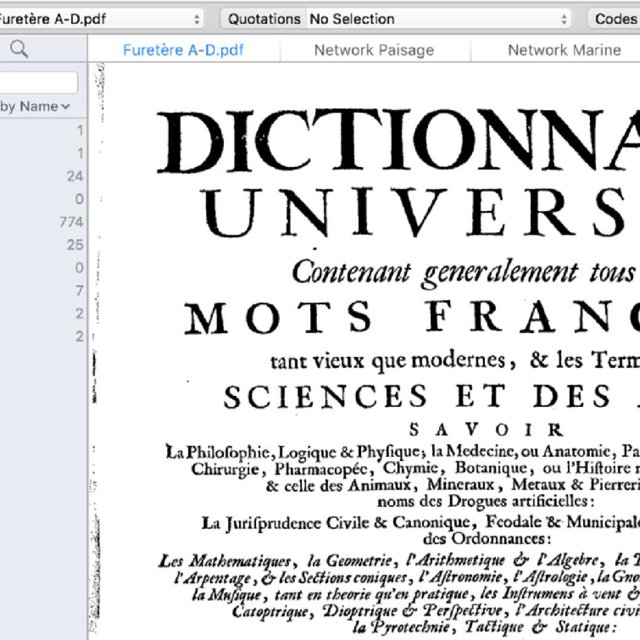 Furetère A-D.pdf
Quotations No Selection
Codes
Furetère A-D.pdf
Network Paisage
Network Marine
by Name
1
1
24
0
774
25
0
7
2
2
DICTIONNA
UNIVERS
Contenant generalement tous
MOTS FRANC
tant vieux que modernes, & les Term
SCIENCES ET DES
SAVOIR
La Philoſophie, Logique & Phyſique; la Medecine, ou Anatomie, Pa
Chirurgie, Pharmacopée, Chymie, Botanique, ou l'Hiſtoire
& celle des Animaux, Mineraux, Metaux & Pierreri
noms des Drogues artificielles:
La Juriſprudence Civile & Canonique, Feodale & Municipal
des Ordonnances:
Les Mathematiques, la Geometrie, l'Arithmetique & l'Algebre, la
l'Arpentage, & les Sections coniques, l'Aſtronomie, l'Aſtrologie, la Gno
la Muſique, tant en theorie qu'en pratique, les Inſtrumens à vent &
Catoptrique, Dioptrique & Perſpective, l'Architecture civi
la Pyrotechnie, Tactique & Statique: